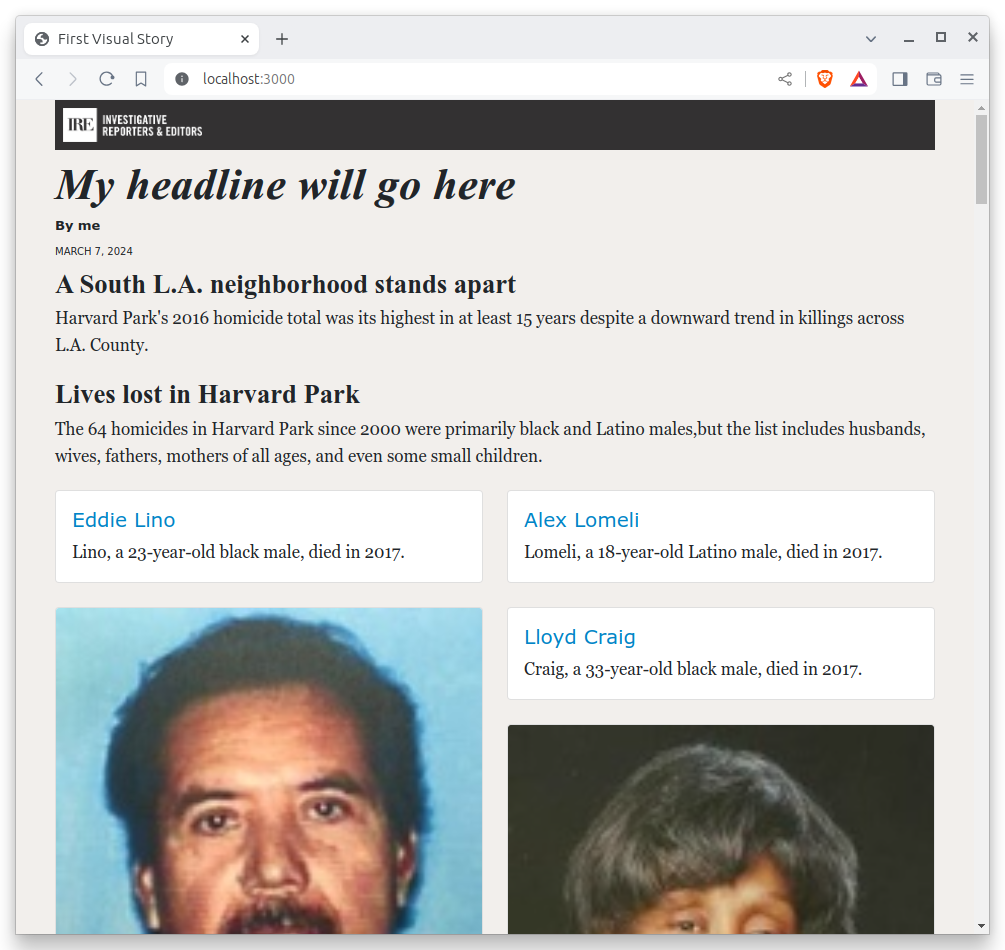 First Visual Story
localhost:3000
IRE
INVESTIGATIVE
REPORTERS & EDITORS
My headline will go here
By me
MARCH 7, 2024
A South L.A. neighborhood stands apart
Harvard Park's 2016 homicide total was its highest in at least 15 years despite a downward trend in killings across
L.A. County.
Lives lost in Harvard Park
The 64 homicides in Harvard Park since 2000 were primarily black and Latino males,but the list includes husbands,
wives, fathers, mothers of all ages, and even some small children.
Eddie Lino
Lino, a 23-year-old black male, died in 2017.
Alex Lomeli
Lomeli, a 18-year-old Latino male, died in 2017.
Lloyd Craig
Craig, a 33-year-old black male, died in 2017.